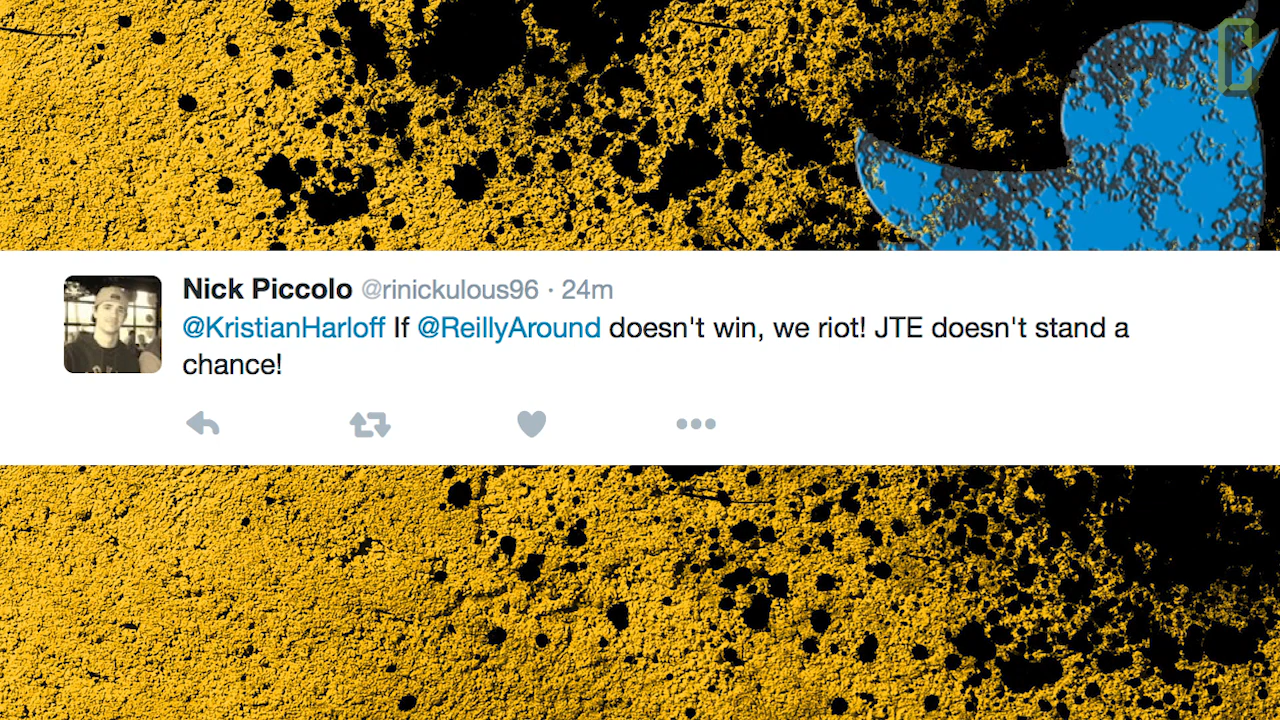 Nick Piccolo @rinickulous96 · 24m
@KristianHarloff If @ReillyAround doesn't win, we riot! JTE doesn't stand a
chance!